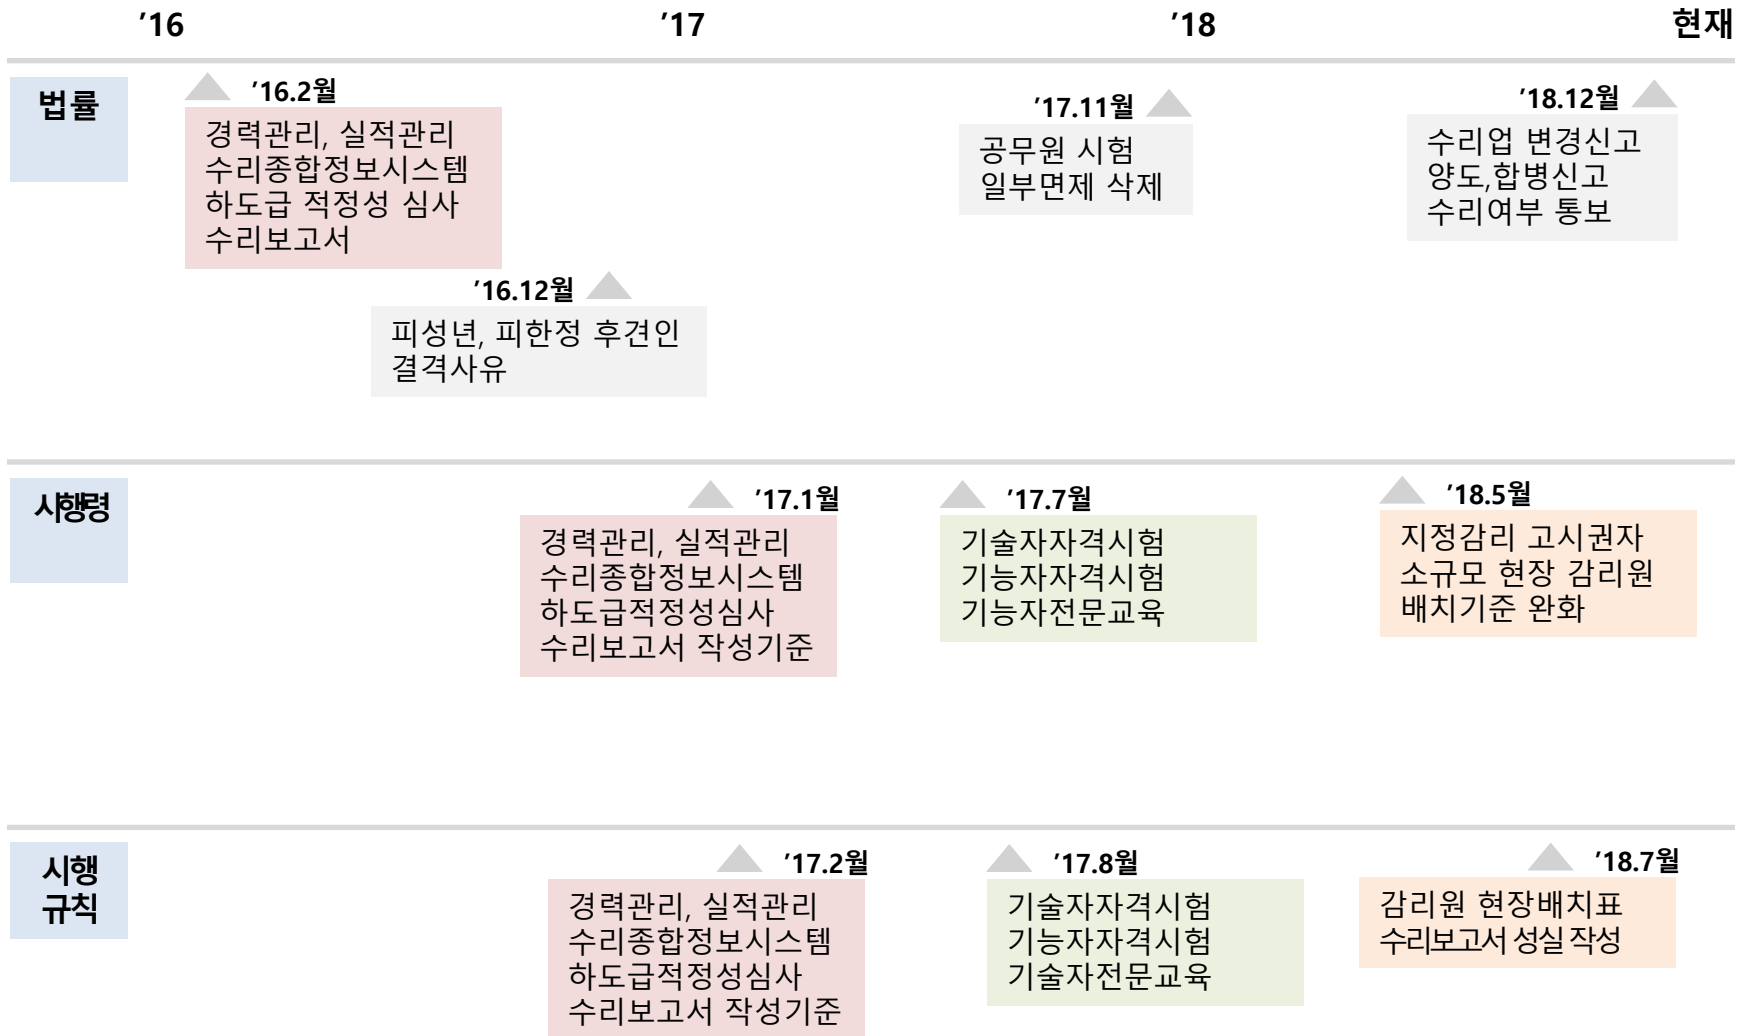 ’16
’17
’18
현재
법률
’16.2월
경력관리, 실적관리
수리종합정보시스템
하도급 적정성 심사
수리보고서
’16.12월
피성년, 피한정 후견인
결격사유
’17.11월
공무원 시험
일부면제 삭제
’18.12월
수리업 변경신고
양도,합병신고
수리여부 통보
시행령
’17.1월
경력관리, 실적관리
수리종합정보시스템
하도급적정성심사
수리보고서 작성기준
’17.7월
기술자자격시험
기능자자격시험
기능자전문교육
’18.5월
지정감리 고시권자
소규모 현장 감리원
배치기준 완화
시행
규칙
’17.2월
경력관리, 실적관리
수리종합정보시스템
하도급적정성심사
수리보고서 작성기준
’17.8월
기술자자격시험
기능자자격시험
기술자전문교육
’18.7월
감리원 현장배치표
수리보고서 성실 작성